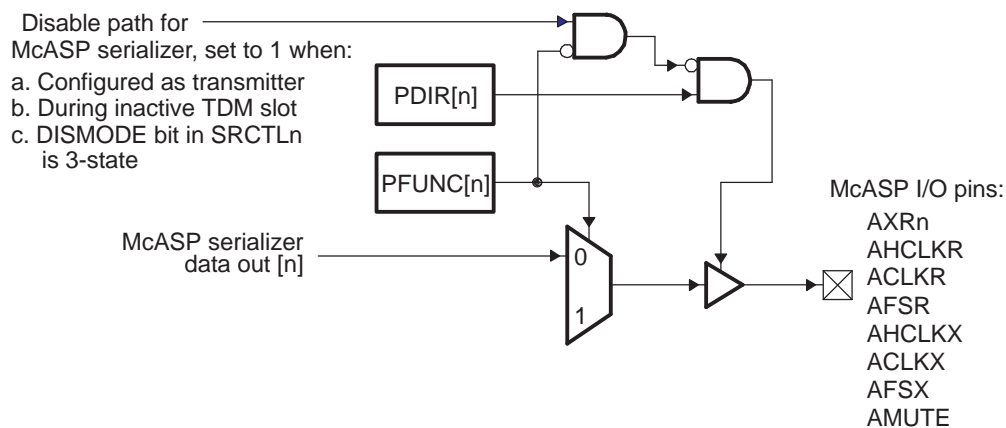 Disable path for
McASP serializer, set to 1 when:
a. Configured as transmitter
b. During inactive TDM slot
c. DISMODE bit in SRCTLn
is 3-state
PDIR[n]
PFUNC[n]
McASP serializer
data out [n]
0
1
McASP I/O pins:
AXRn
AHCLKR
ACLKR
AFSR
AHCLKX
ACLKX
AFSX
AMUTE